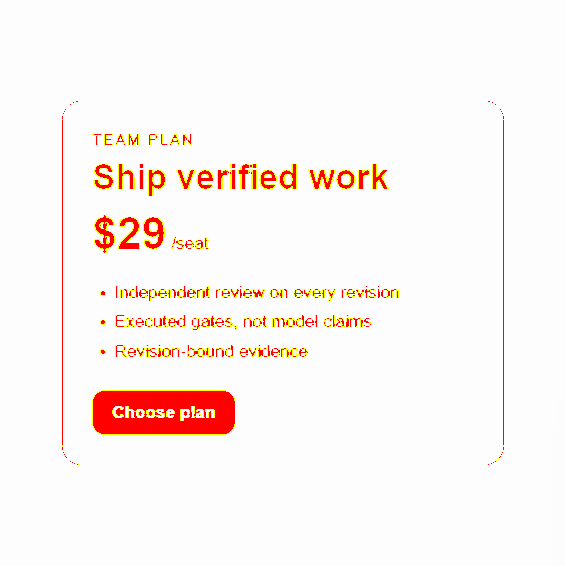 TEAM PLAN
Ship verified work
$29 /seat
• Independent review on every revision
• Executed gates, not model claims
• Revision-bound evidence
Choose plan